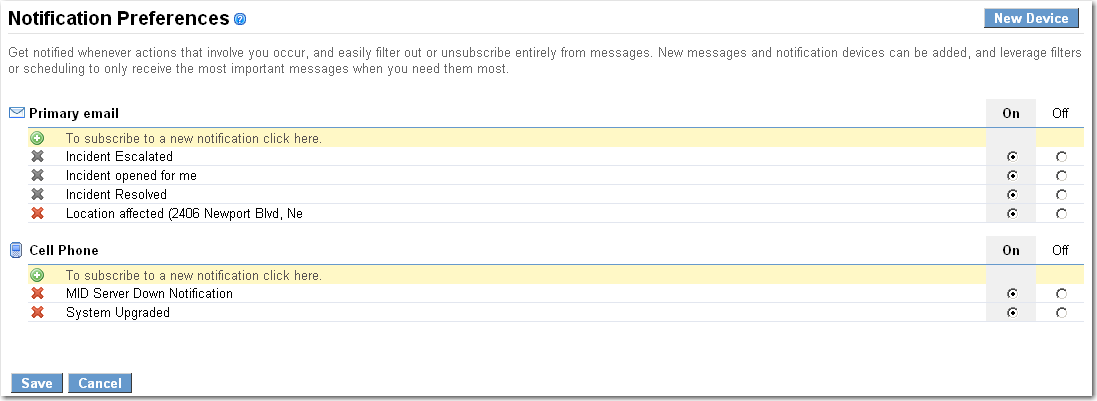 Notification Preferences
New Device
Get notified whenever actions that involve you occur, and easily filter out or unsubscribe entirely from messages. New messages and notification devices can be added, and leverage filters
or scheduling to only receive the most important messages when you need them most.
Primary email On Off
To subscribe to a new notification click here.
Incident Escalated
Incident opened for me
Incident Resolved
Location affected (2406 Newport Blvd, Ne
Cell Phone On Off
To subscribe to a new notification click here.
MID Server Down Notification
System Upgraded
Save Cancel